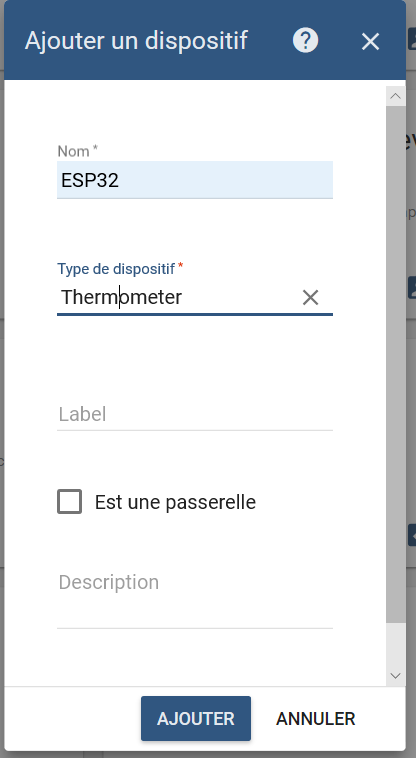 Ajouter un dispositif
Nom *
ESP32
Type de dispositif *
Thermometer
Label
Est une passerelle
Description
AJOUTER ANNULER